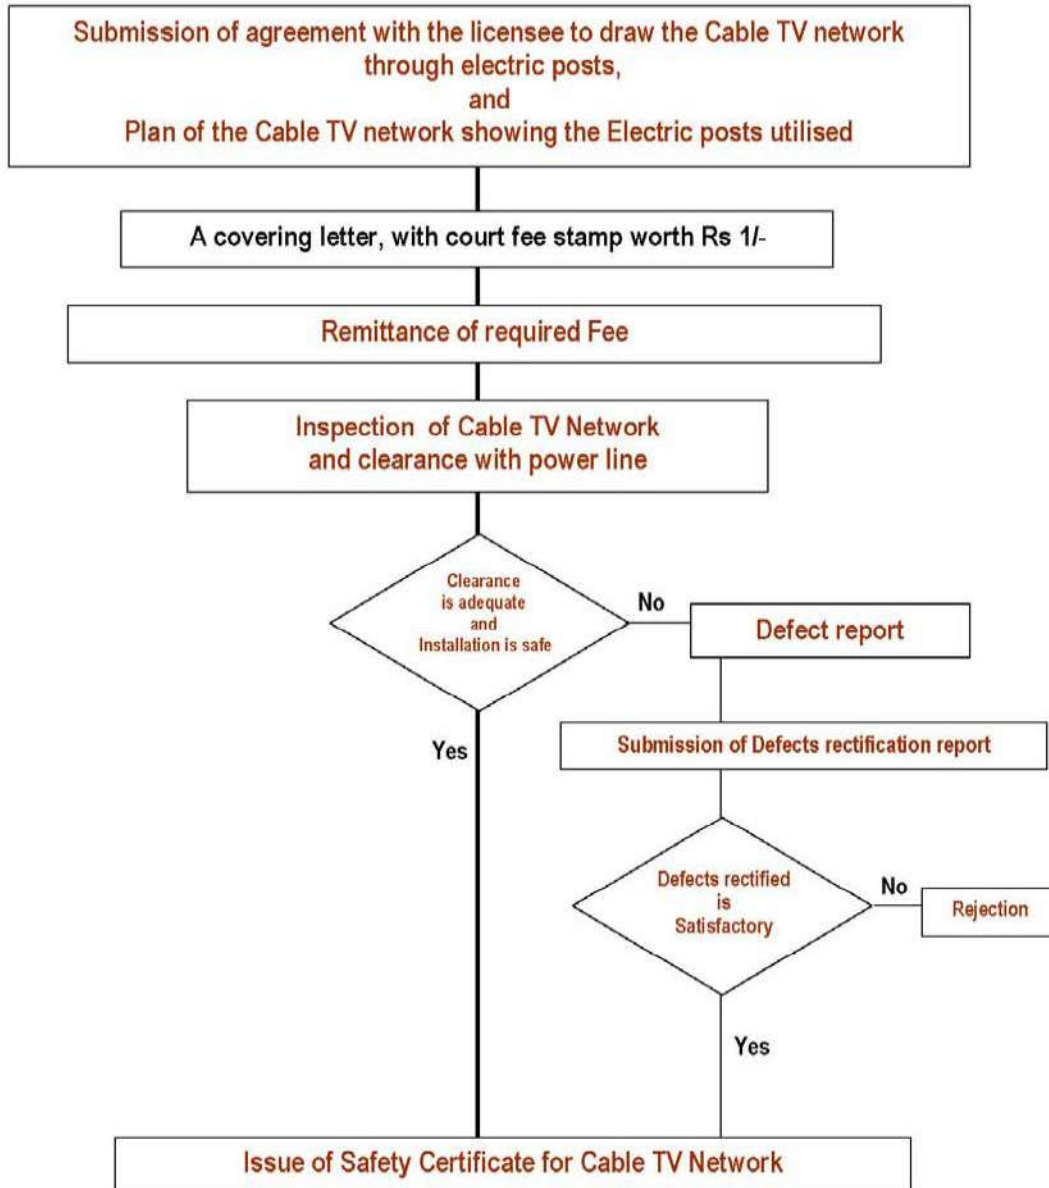 Submission of agreement with the licensee to draw the Cable TV network
through electric posts,
and
Plan of the Cable TV network showing the Electric posts utilised
A covering letter, with court fee stamp worth Rs 1/-
Remittance of required Fee
Inspection of Cable TV Network
and clearance with power line
Clearance
is adequate
and
Installation is safe
No
Defect report
Yes
Submission of Defects rectification report
Defects rectified
is
Satisfactory
No
Rejection
Yes
Issue of Safety Certificate for Cable TV Network